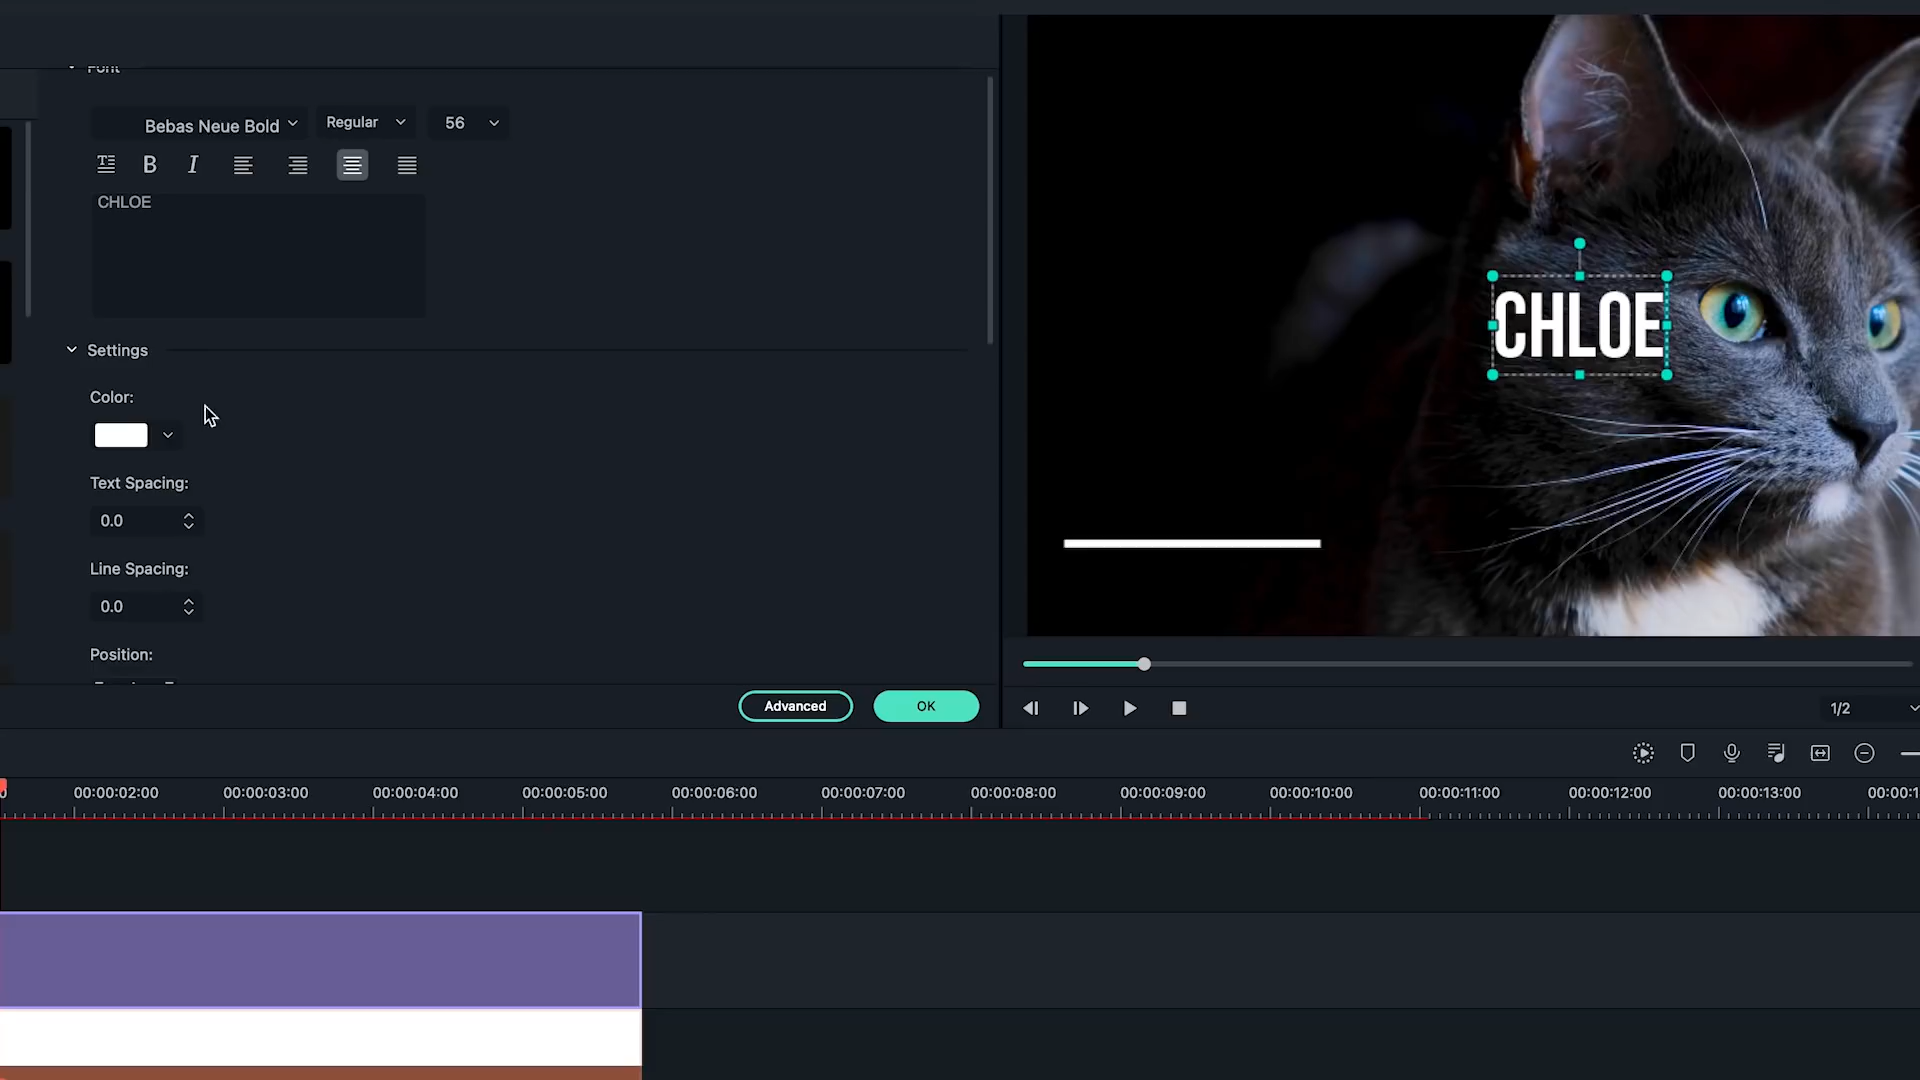 Font
Bebas Neue Bold Regular 56
B I
CHLOE
Settings
Color:
Text Spacing:
0.0
Line Spacing:
0.0
Position:
Advanced OK
CHLOE
1/2
00:00:02:00 00:00:03:00 00:00:04:00 00:00:05:00 00:00:06:00 00:00:07:00 00:00:08:00 00:00:09:00 00:00:10:00 00:00:11:00 00:00:12:00 00:00:13:00 00:00:1